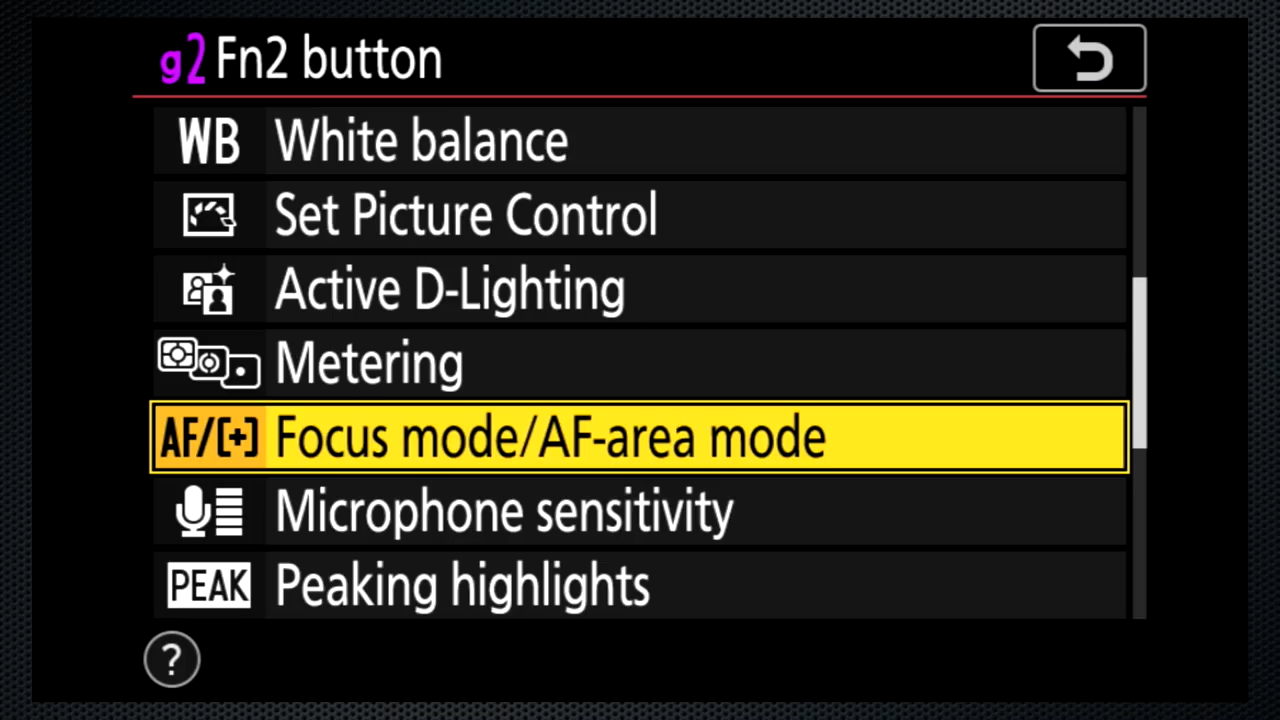 g2 Fn2 button
WB White balance
Set Picture Control
Active D-Lighting
Metering
AF/[+] Focus mode/AF-area mode
Microphone sensitivity
PEAK Peaking highlights
?